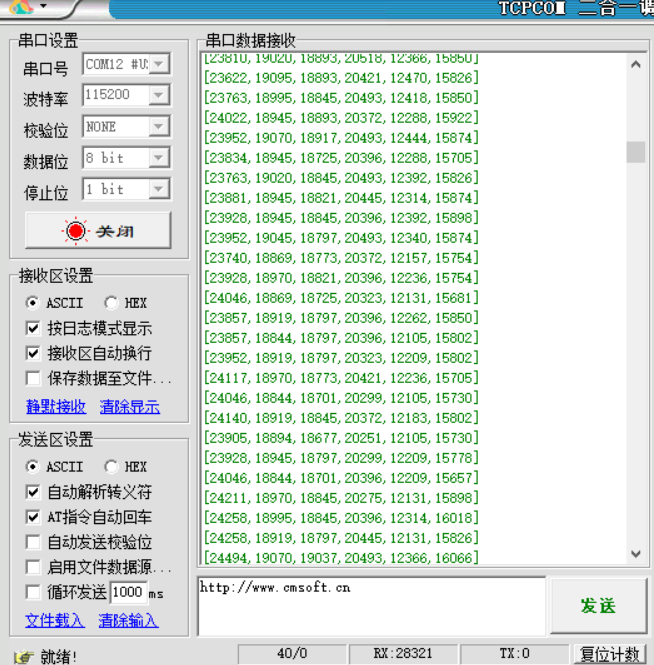 TCPCOM 二合一调
串口设置
串口号 COM12 #U
波特率 115200
校验位 NONE
数据位 8 bit
停止位 1 bit
关闭
接收区设置
ASCII HEX
按日志模式显示
接收区自动换行
保存数据至文件...
静默接收 清除显示
发送区设置
ASCII HEX
自动解析转义符
AT指令自动回车
自动发送校验位
启用文件数据源...
循环发送 1000 ms
文件载入 清除输入
串口数据接收
[23810, 19020, 18893, 20518, 12366, 15850]
[23622, 19095, 18893, 20421, 12470, 15826]
[23763, 18995, 18845, 20493, 12418, 15850]
[24022, 18945, 18893, 20372, 12288, 15922]
[23952, 19070, 18917, 20493, 12444, 15874]
[23834, 18945, 18725, 20396, 12288, 15705]
[23763, 19020, 18845, 20493, 12392, 15826]
[23881, 18945, 18821, 20445, 12314, 15874]
[23928, 18945, 18845, 20396, 12392, 15898]
[23952, 19045, 18797, 20493, 12340, 15874]
[23740, 18869, 18773, 20372, 12157, 15754]
[23928, 18970, 18821, 20396, 12236, 15754]
[24046, 18869, 18725, 20323, 12131, 15681]
[23857, 18919, 18797, 20396, 12262, 15850]
[23857, 18844, 18797, 20396, 12105, 15802]
[23952, 18919, 18797, 20323, 12209, 15802]
[24117, 18970, 18773, 20421, 12236, 15705]
[24046, 18844, 18701, 20299, 12105, 15730]
[24140, 18919, 18845, 20372, 12183, 15802]
[23905, 18894, 18677, 20251, 12105, 15730]
[23928, 18945, 18797, 20299, 12209, 15778]
[24046, 18844, 18701, 20396, 12209, 15657]
[24211, 18970, 18845, 20275, 12131, 15898]
[24258, 18995, 18845, 20396, 12314, 16018]
[24258, 18919, 18797, 20445, 12131, 15826]
[24494, 19070, 19037, 20493, 12366, 16066]
http://www.cmsoft.cn
发送
就绪! 40/0 RX:28321 TX:0 复位计数